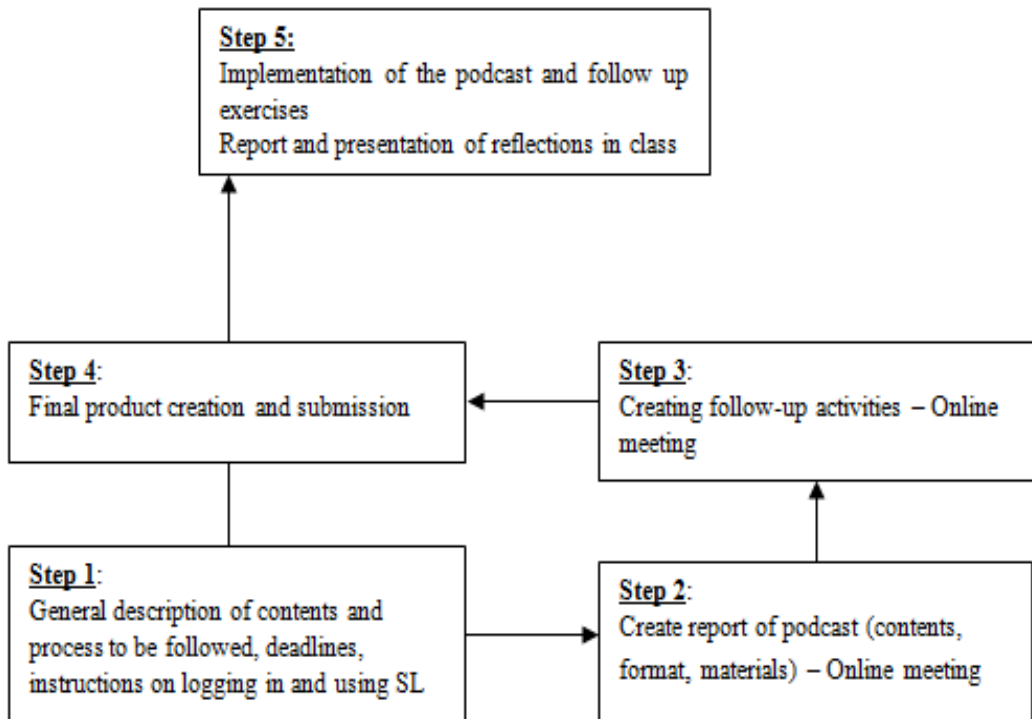 Step 5:
Implementation of the podcast and follow up
exercises
Report and presentation of reflections in class
Step 4:
Final product creation and submission
Step 3:
Creating follow-up activities – Online
meeting
Step 1:
General description of contents and
process to be followed, deadlines,
instructions on logging in and using SL
Step 2:
Create report of podcast (contents,
format, materials) – Online meeting